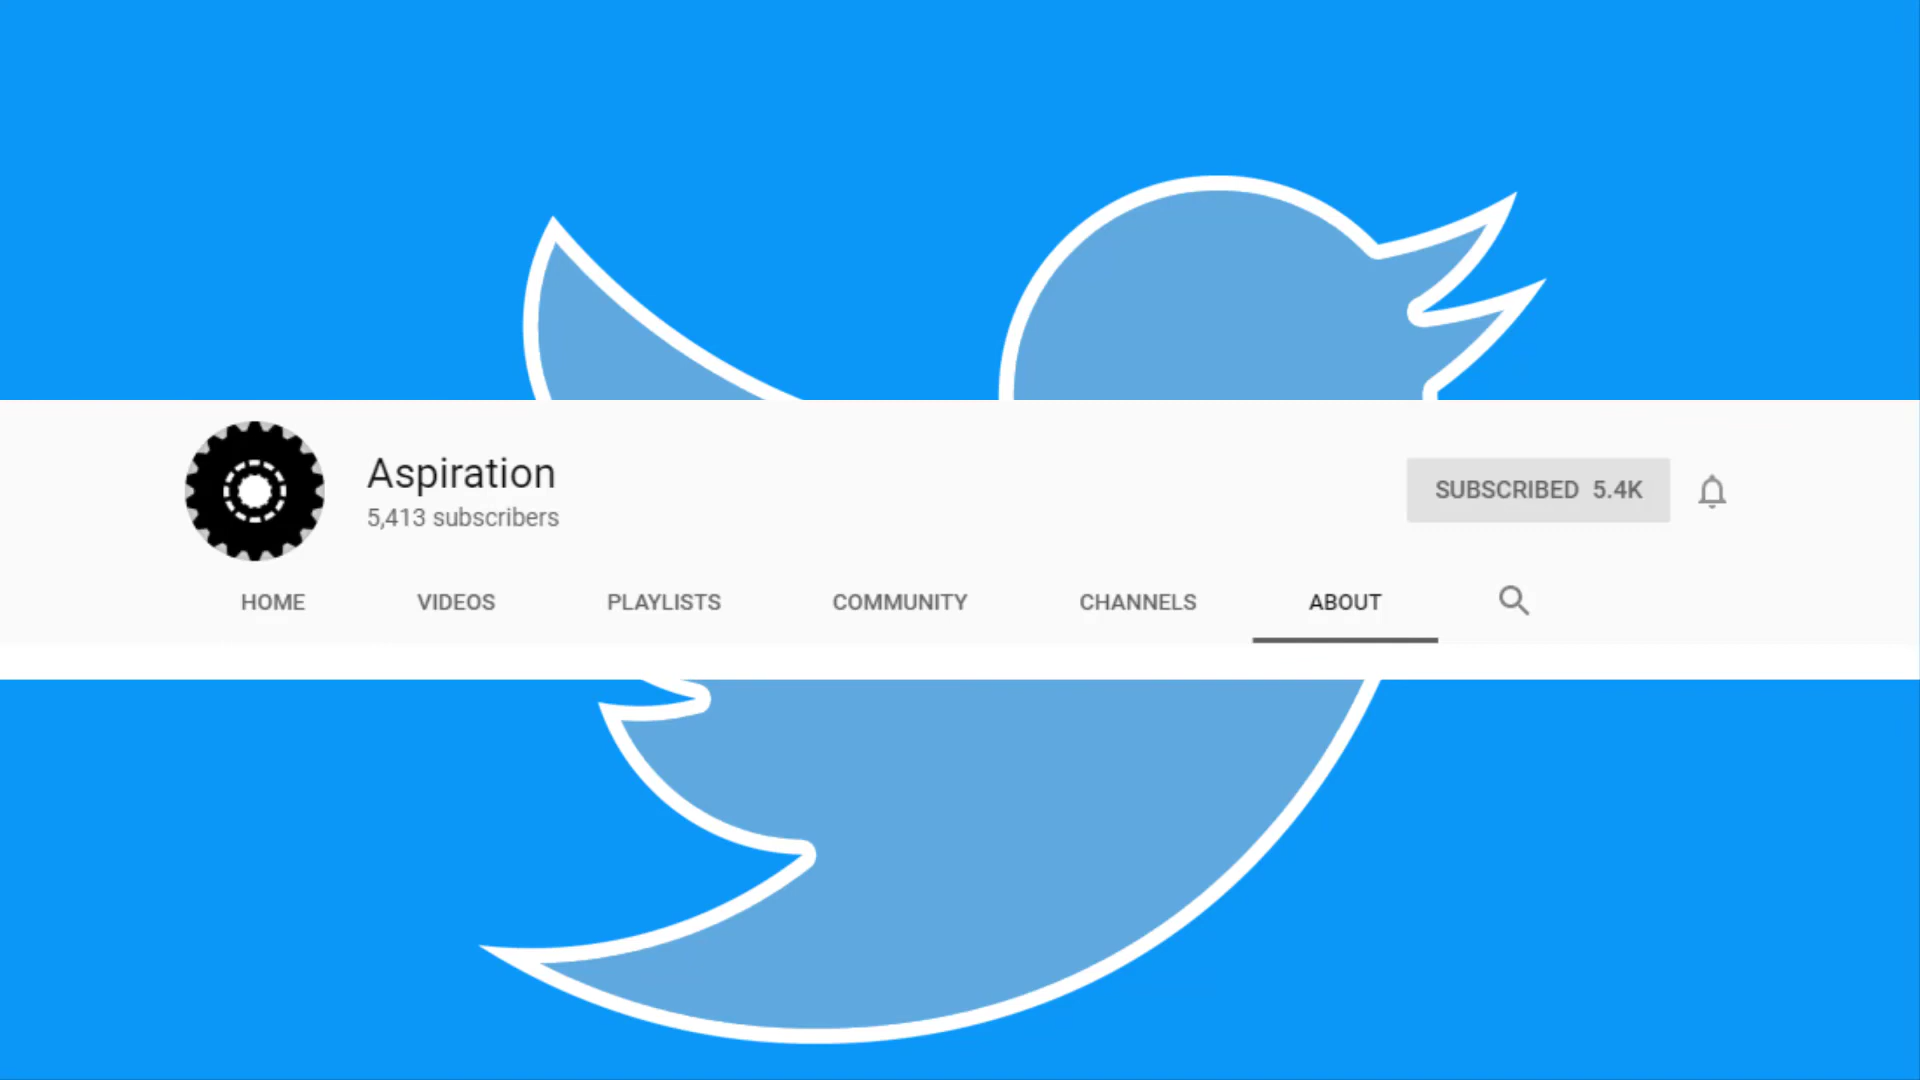 Aspiration
5,413 subscribers
SUBSCRIBED 5.4K
HOME VIDEOS PLAYLISTS COMMUNITY CHANNELS ABOUT